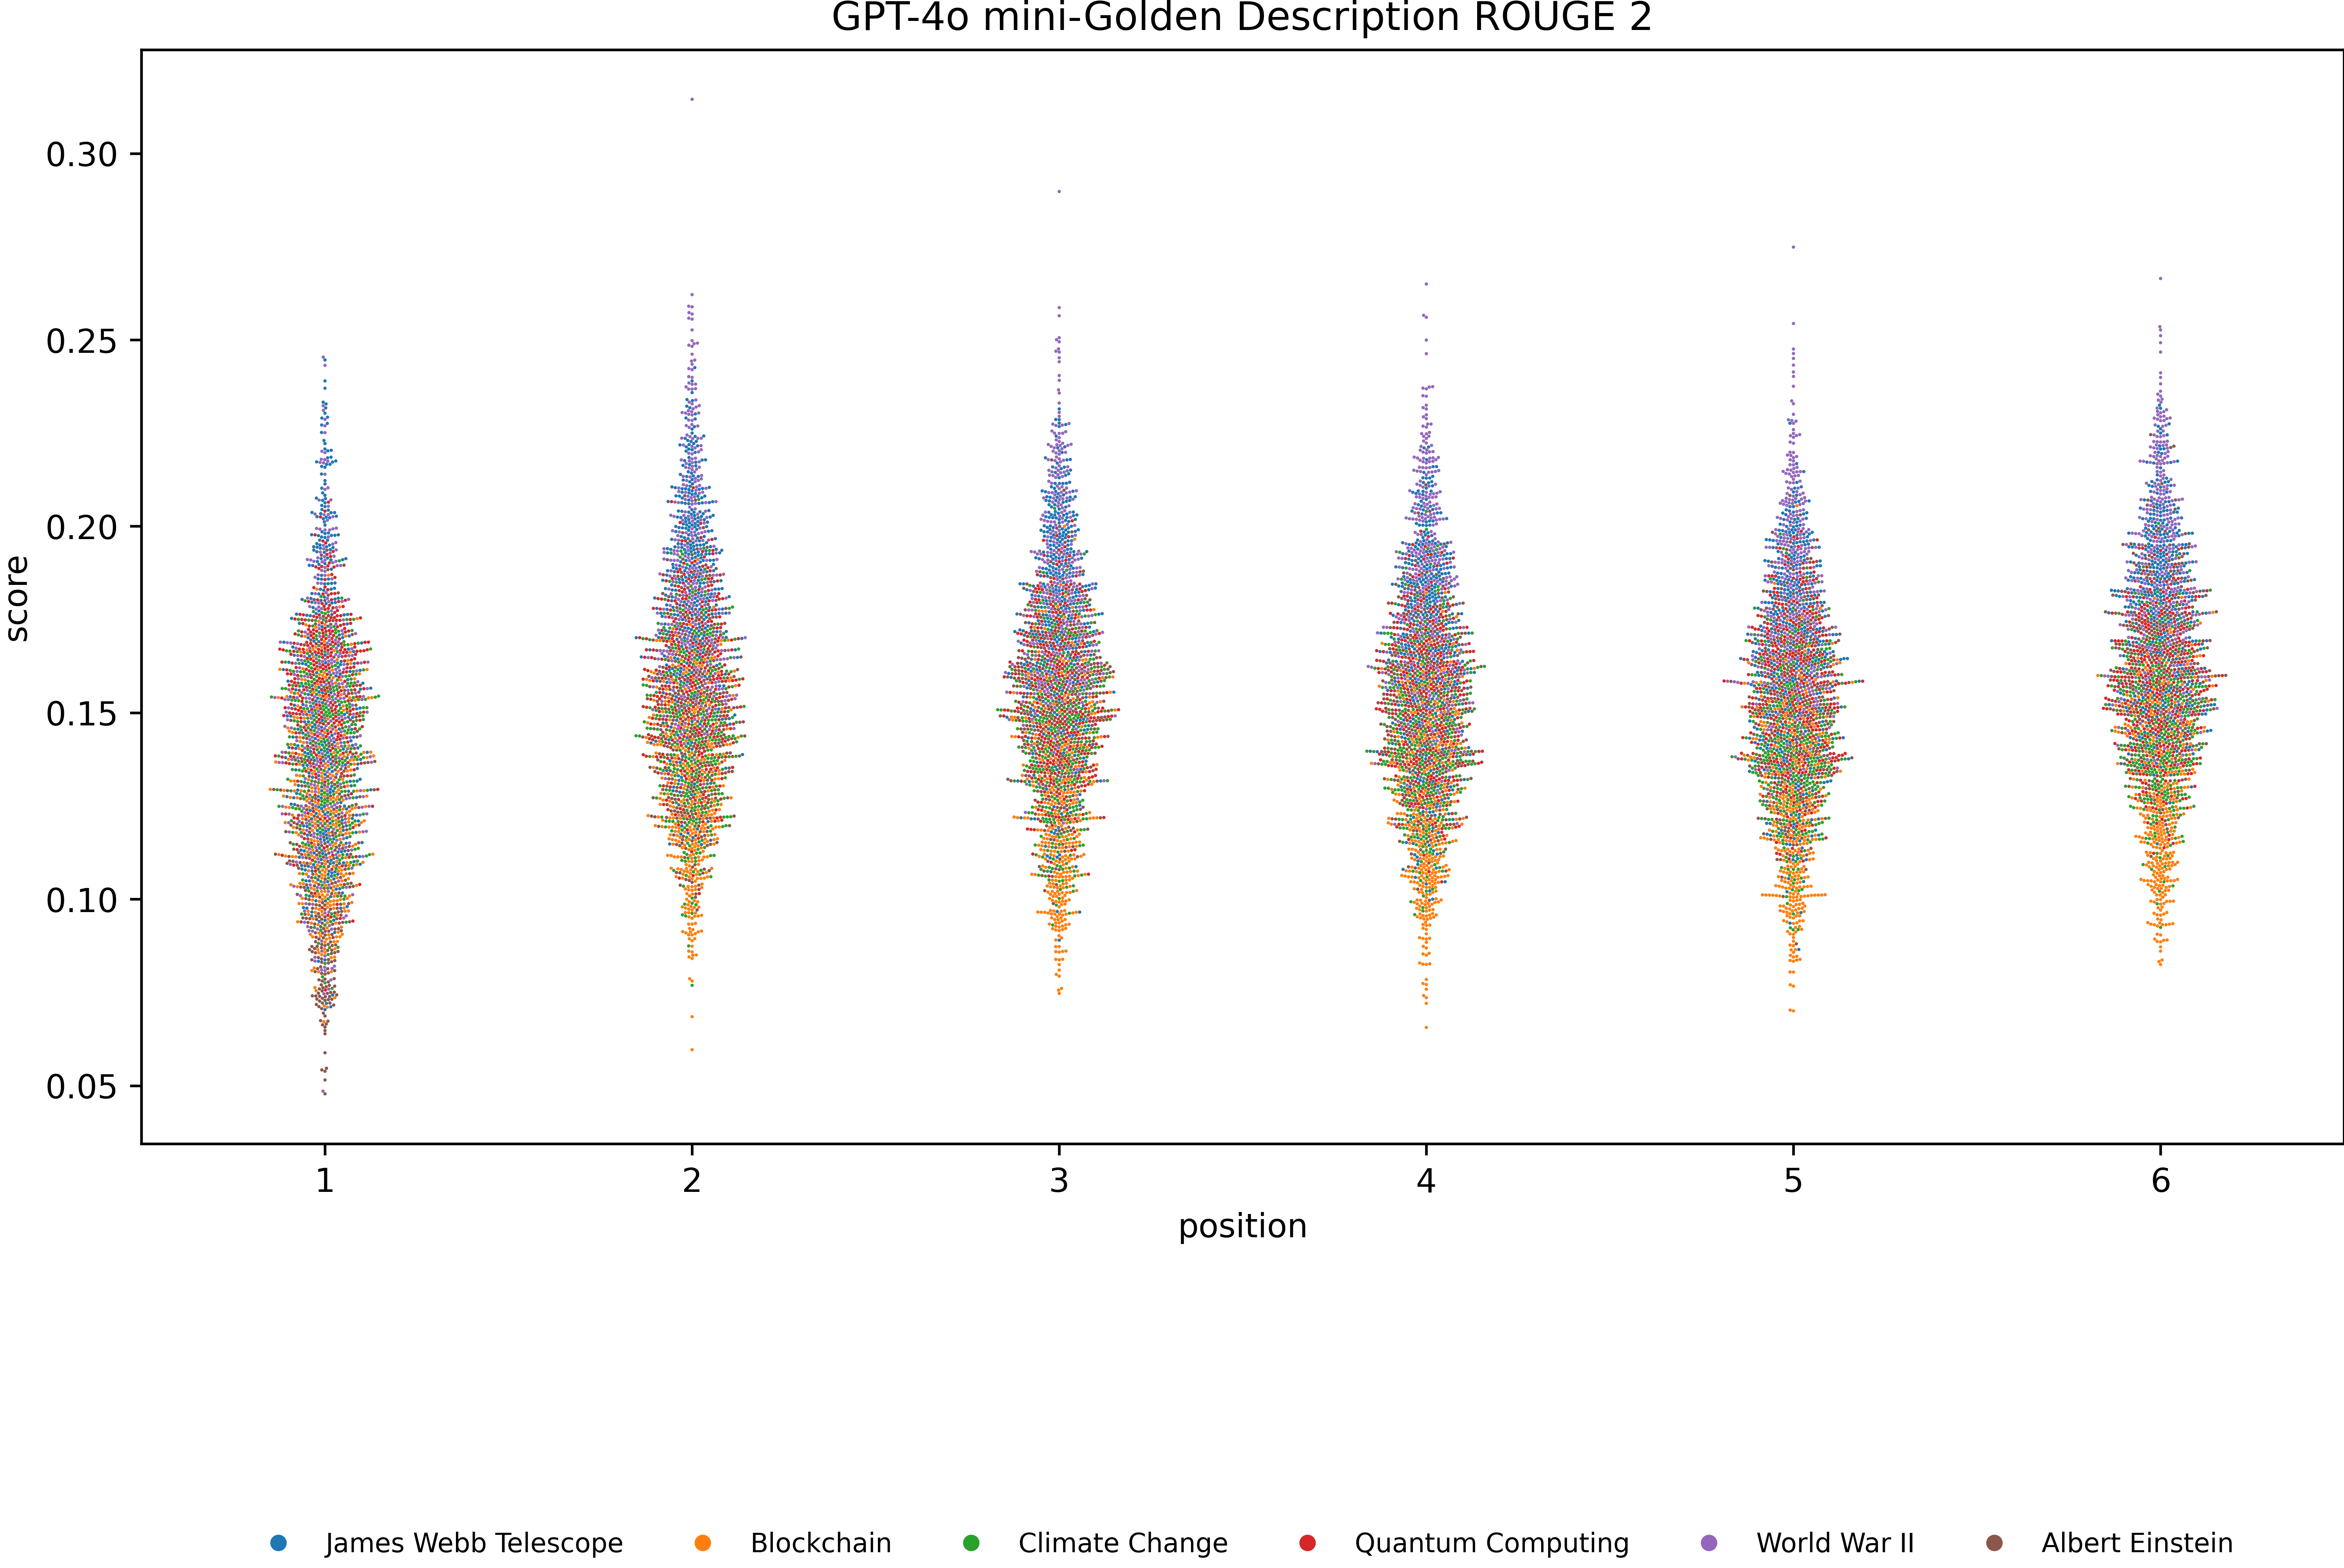 GPT-4o mini-Golden Description ROUGE 2
0.30
0.25
0.20
0.15
0.10
0.05
score
1 2 3 4 5 6
position
James Webb Telescope Blockchain Climate Change Quantum Computing World War II Albert Einstein